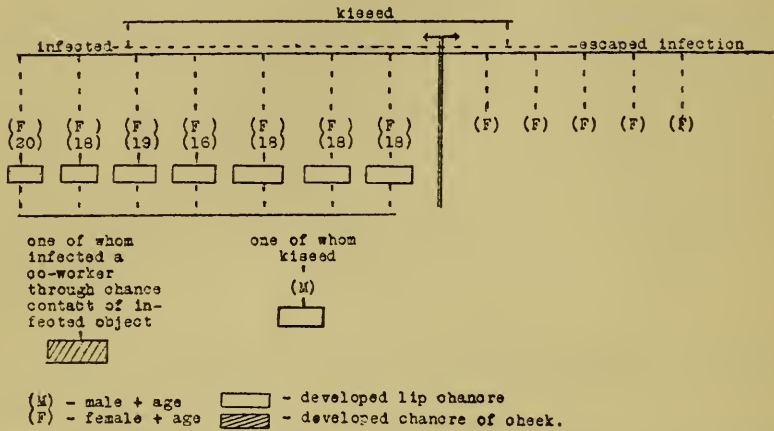 kissed
infected
escaped infection
(F) (F) (F) (F) (F) (F) (F) (F) (F) (F) (F) (F)
(20) (18) (19) (16) (18) (18) (18)
one of whom
infected a
co-worker
through chance
contact of in-
fected object
one of whom
kissed
(M)
(M) - male + age
- developed lip chancre
(F) - female + age
- developed chancre of cheek.